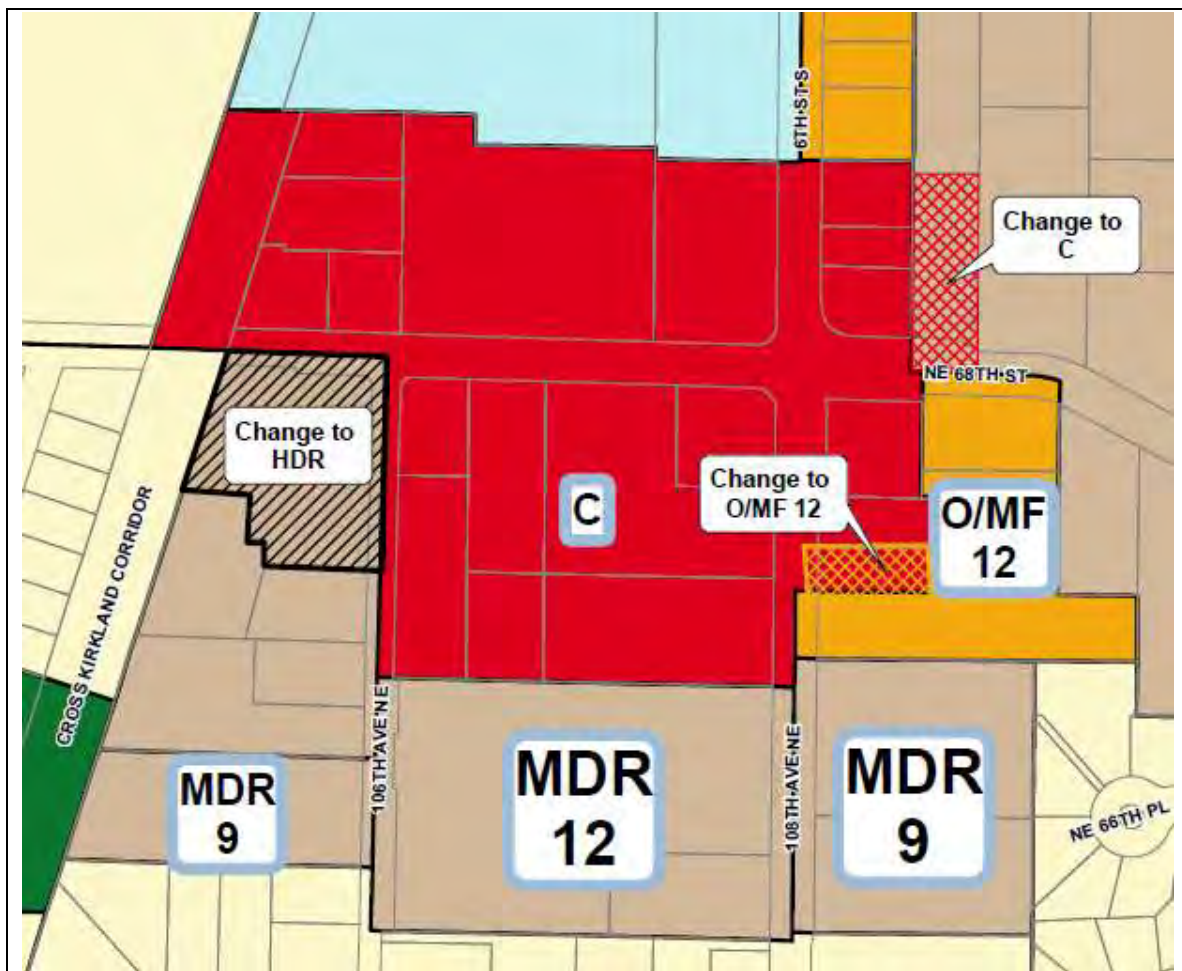 6TH ST S
Change to
C
NE 68TH ST
Change to
HDR
Change to
O/MF 12
C
O/MF
12
CROSS KIRKLAND CORRIDOR
106TH AVE NE
108TH AVE NE
MDR
9
MDR
12
MDR
9
NE 66TH PL